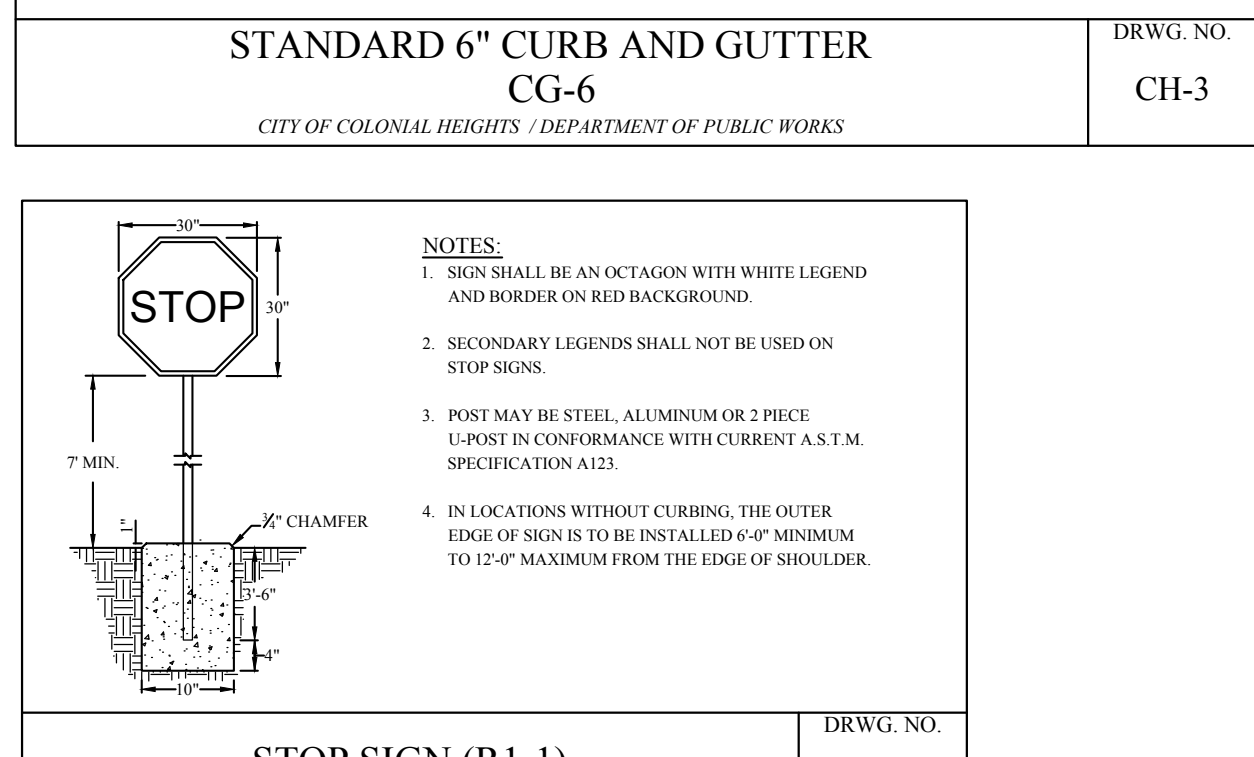 STANDARD 6" CURB AND GUTTER
CG-6
CITY OF COLONIAL HEIGHTS / DEPARTMENT OF PUBLIC WORKS
DRWG. NO.
CH-3
30"
STOP
30"
7' MIN.
1"
3/4" CHAMFER
3'-6"
4"
10"
NOTES:
1. SIGN SHALL BE AN OCTAGON WITH WHITE LEGEND
AND BORDER ON RED BACKGROUND.
2. SECONDARY LEGENDS SHALL NOT BE USED ON
STOP SIGNS.
3. POST MAY BE STEEL, ALUMINUM OR 2 PIECE
U-POST IN CONFORMANCE WITH CURRENT A.S.T.M.
SPECIFICATION A123.
4. IN LOCATIONS WITHOUT CURBING, THE OUTER
EDGE OF SIGN IS TO BE INSTALLED 6'-0" MINIMUM
TO 12'-0" MAXIMUM FROM THE EDGE OF SHOULDER.
STOP SIGN (R1-1)
DRWG. NO.